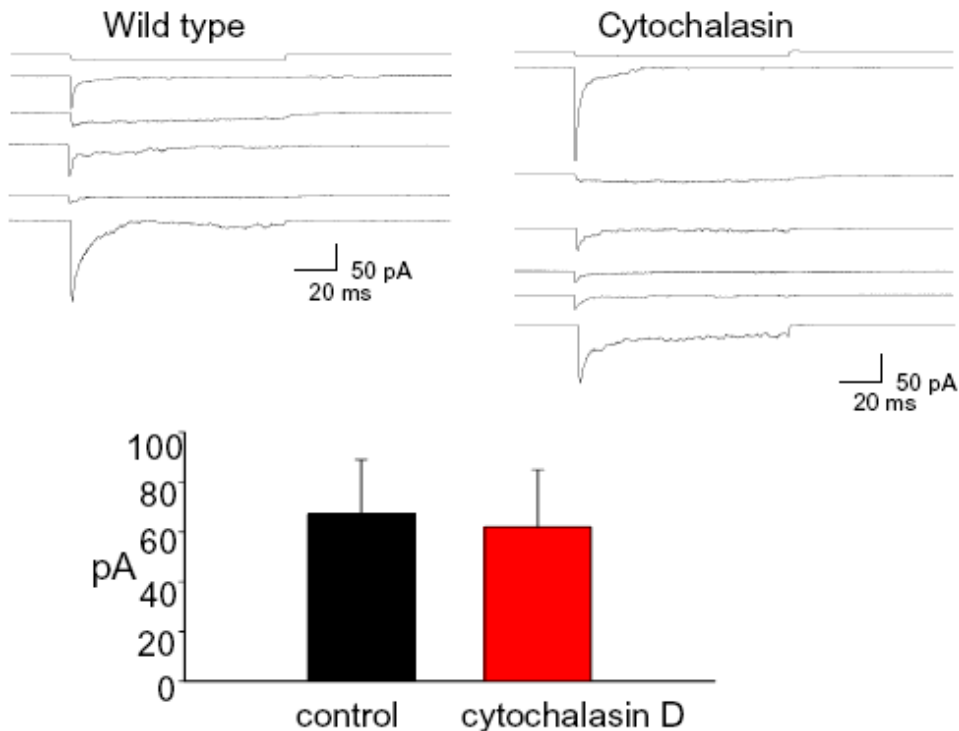 Wild type
Cytochalasin
50 pA
20 ms
50 pA
20 ms
100
80
60
pA
40
20
0
control
cytochalasin D